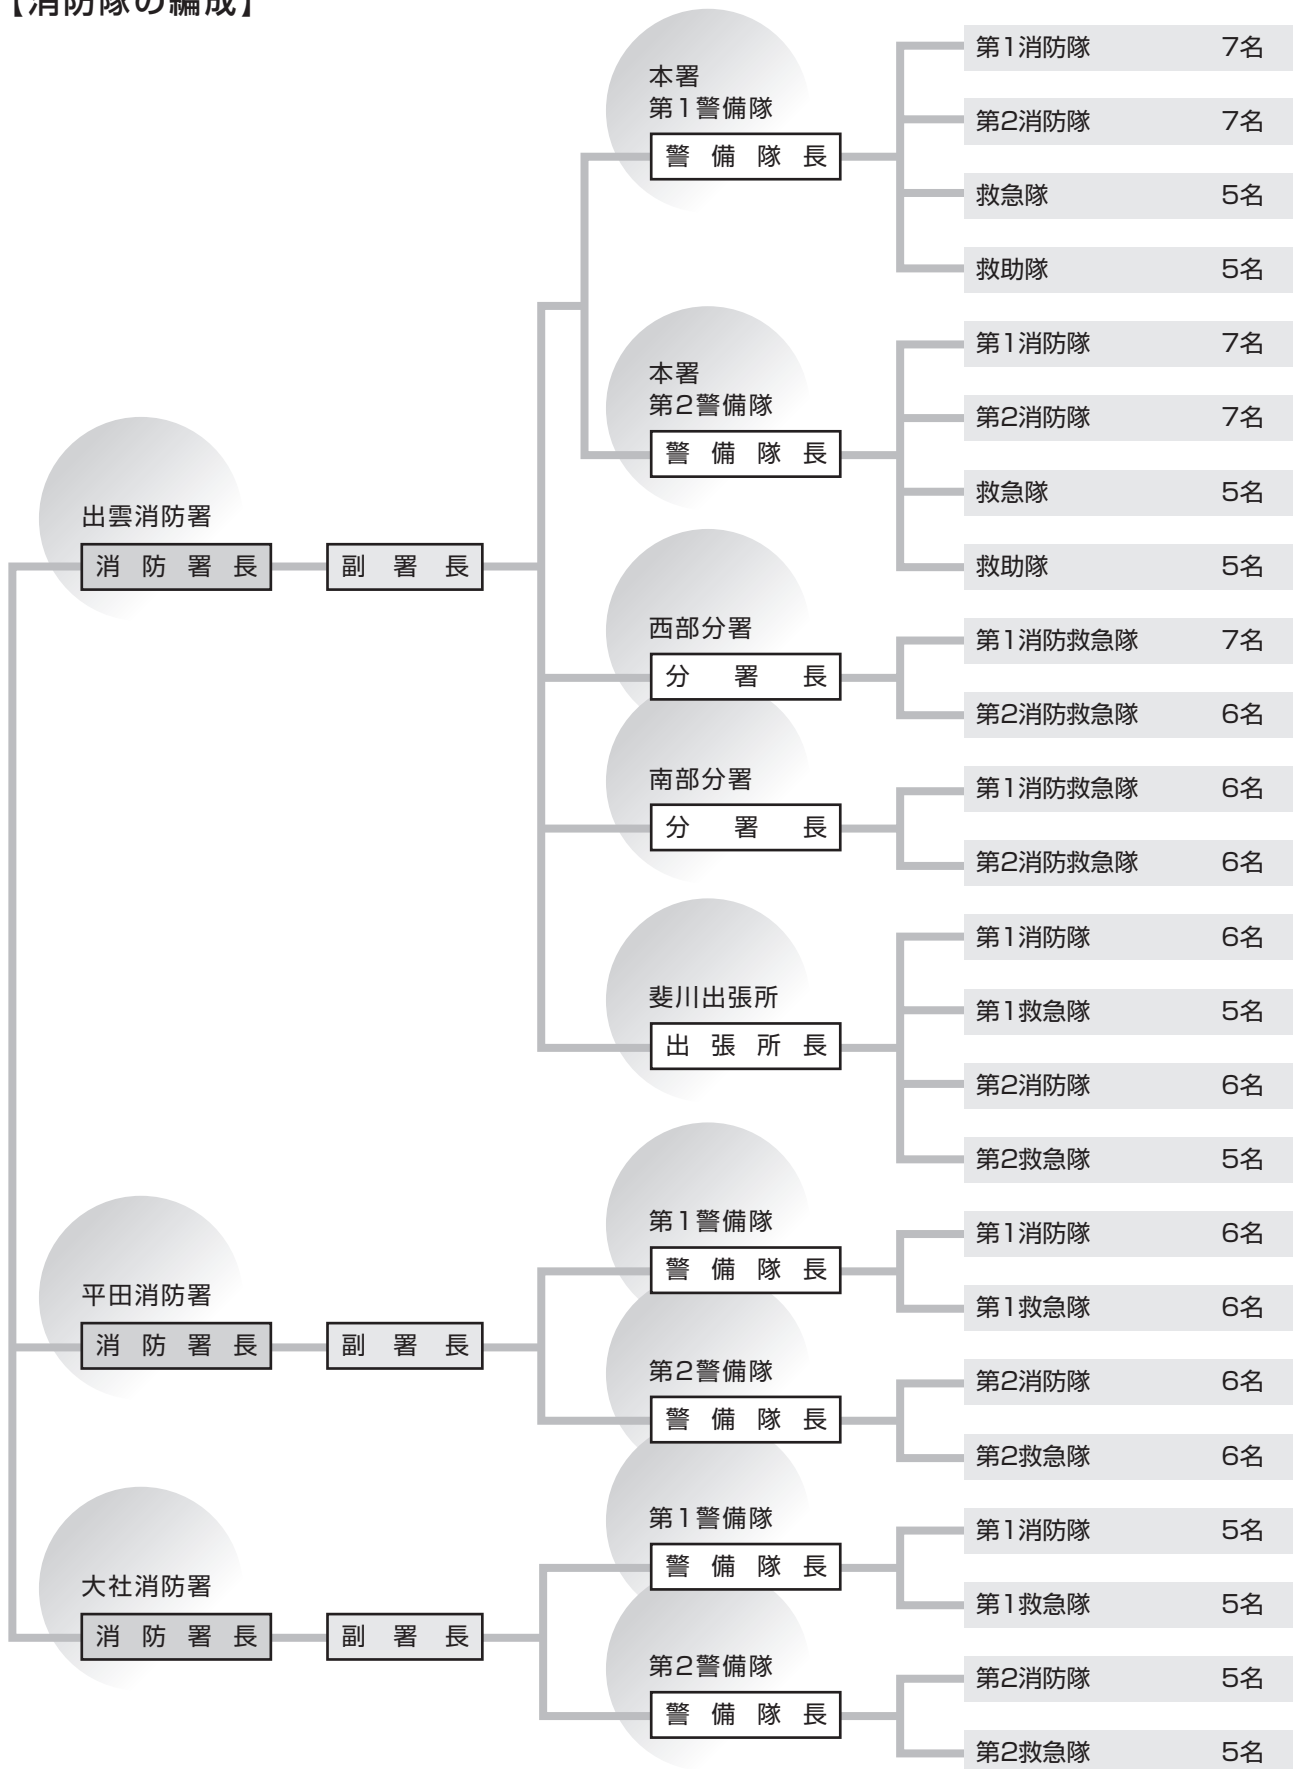 【消防隊の編成】
本署
第1警備隊
警備隊長
第1消防隊 7名
第2消防隊 7名
救急隊 5名
救助隊 5名
本署
第2警備隊
警備隊長
第1消防隊 7名
第2消防隊 7名
救急隊 5名
救助隊 5名
出雲消防署
消防署長
副署長
西部分署
分署長
第1消防救急隊 7名
第2消防救急隊 6名
南部分署
分署長
第1消防救急隊 6名
第2消防救急隊 6名
斐川出張所
出張所長
第1消防隊 6名
第1救急隊 5名
第2消防隊 6名
第2救急隊 5名
平田消防署
消防署長
副署長
第1警備隊
警備隊長
第1消防隊 6名
第1救急隊 6名
第2警備隊
警備隊長
第2消防隊 6名
第2救急隊 6名
大社消防署
消防署長
副署長
第1警備隊
警備隊長
第1消防隊 5名
第1救急隊 5名
第2警備隊
警備隊長
第2消防隊 5名
第2救急隊 5名